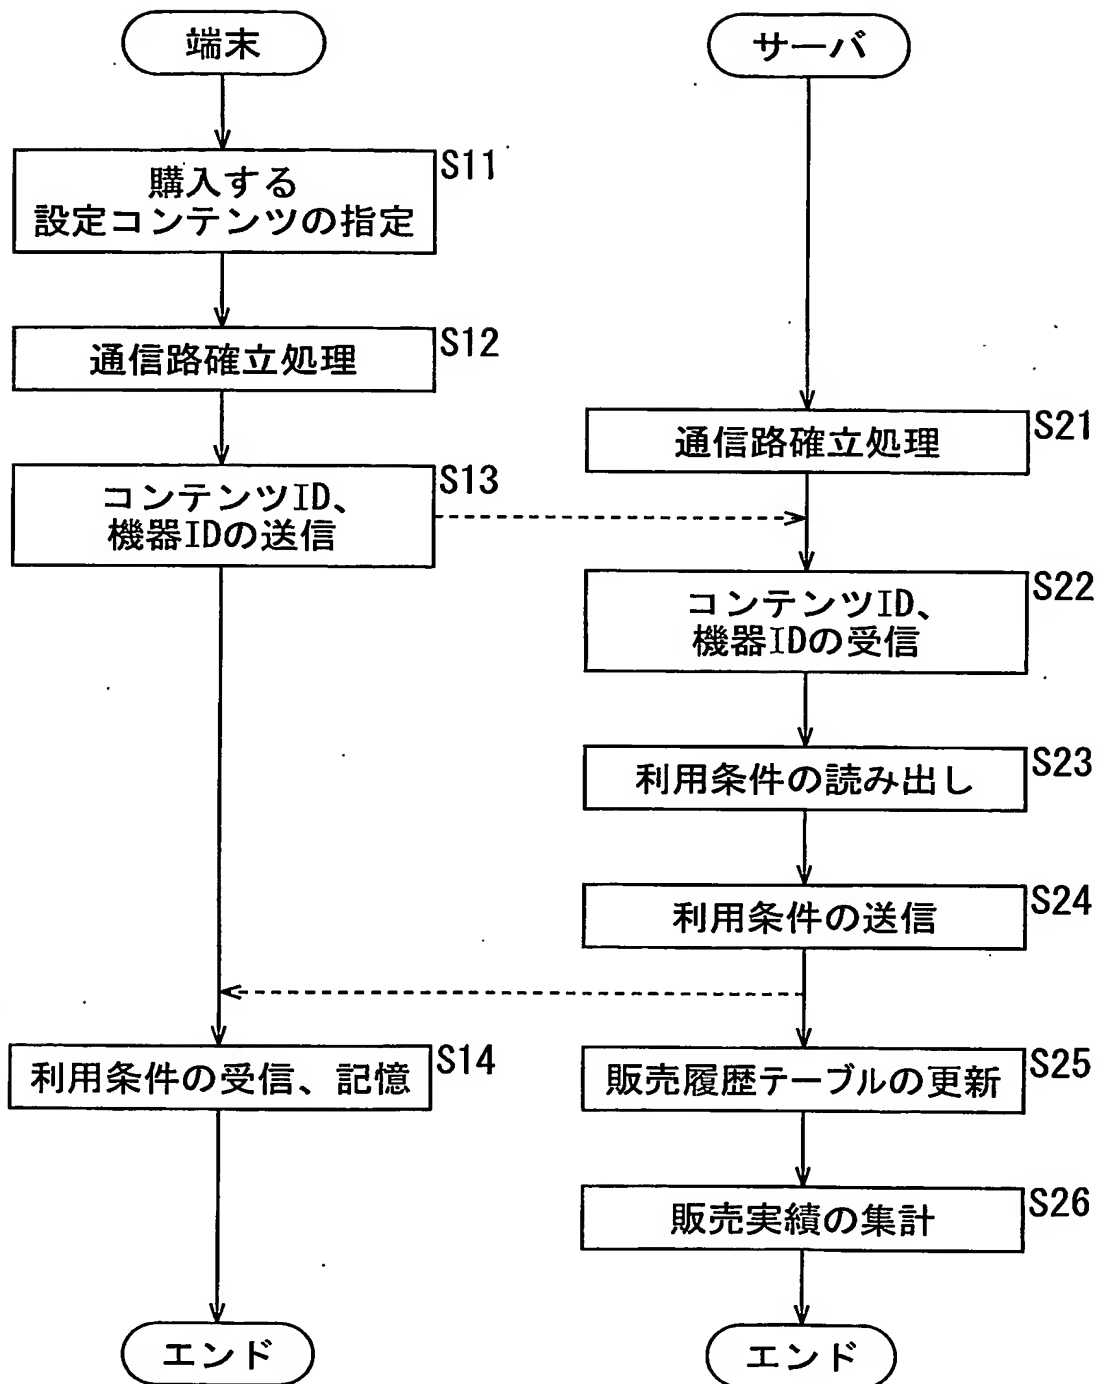 端末
S11
購入する
設定コンテンツの指定
S12
通信路確立処理
S13
コンテンツID、
機器IDの送信
S14
利用条件の受信、記憶
エンド
サーバ
S21
通信路確立処理
S22
コンテンツID、
機器IDの受信
S23
利用条件の読み出し
S24
利用条件の送信
S25
販売履歴テーブルの更新
S26
販売実績の集計
エンド